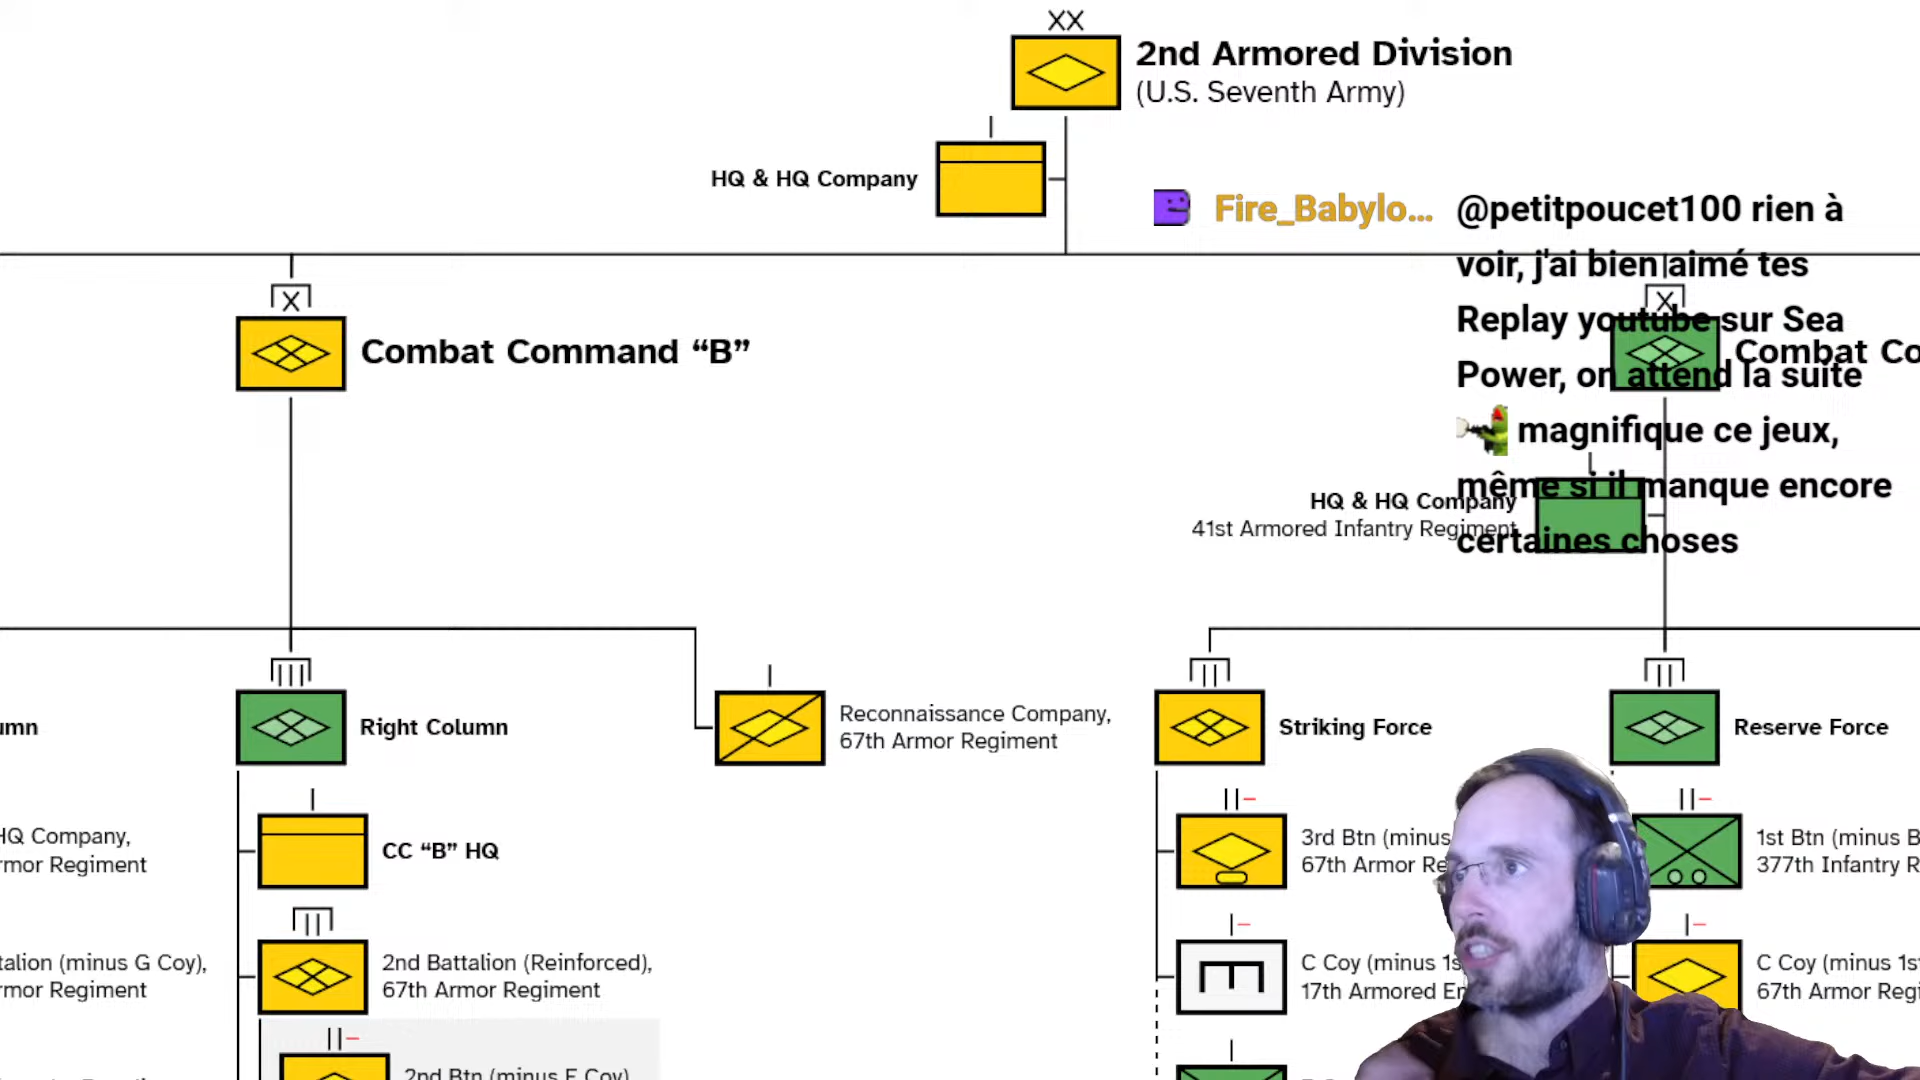 XX
2nd Armored Division
(U.S. Seventh Army)
HQ & HQ Company
Fire_Babylo...
@petitpoucet100 rien à
voir, j'ai bien aimé tes
Replay youtube sur Sea
Power, on attend la suite
magnifique ce jeux,
même si il manque encore
certaines choses
X
Combat Command “B”
X
Combat Co
HQ & HQ Company
41st Armored Infantry Regiment
umn
Right Column
Reconnaissance Company,
67th Armor Regiment
Striking Force
Reserve Force
HQ Company,
rmor Regiment
CC “B” HQ
3rd Btn (minus
67th Armor Re
1st Btn (minus B
377th Infantry R
talion (minus G Coy),
rmor Regiment
2nd Battalion (Reinforced),
67th Armor Regiment
C Coy (minus 1s
17th Armored En
C Coy (minus 1st
67th Armor Regi
2nd Btn (minus F Coy)